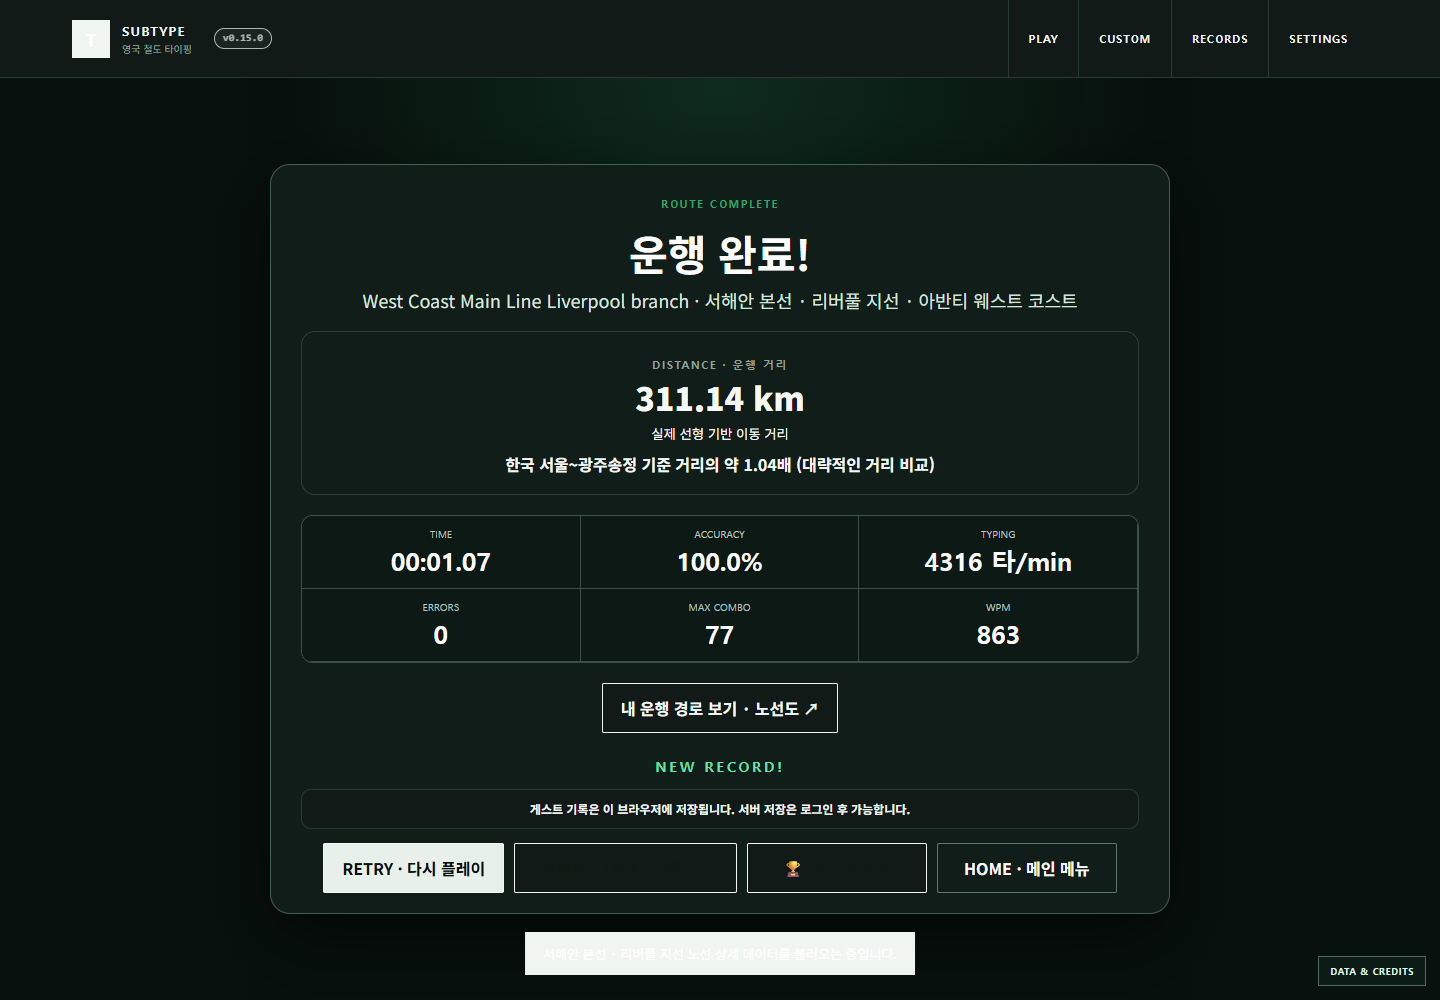 T
SUBTYPE
영국 철도 타이핑
v0.15.0
PLAY
CUSTOM
RECORDS
SETTINGS
ROUTE COMPLETE
운행 완료!
West Coast Main Line Liverpool branch · 서해안 본선 · 리버풀 지선 · 아반티 웨스트 코스트
DISTANCE · 운행 거리
311.14 km
실제 선형 기반 이동 거리
한국 서울~광주송정 기준 거리의 약 1.04배 (대략적인 거리 비교)
TIME
00:01.07
ACCURACY
100.0%
TYPING
4316 타/min
ERRORS
0
MAX COMBO
77
WPM
863
내 운행 경로 보기 · 노선도 ↗
NEW RECORD!
게스트 기록은 이 브라우저에 저장됩니다. 서버 저장은 로그인 후 가능합니다.
RETRY · 다시 플레이
🏆
HOME · 메인 메뉴
서해안 본선 · 리버풀 지선 노선 상세 데이터를 불러오는 중입니다.
DATA & CREDITS